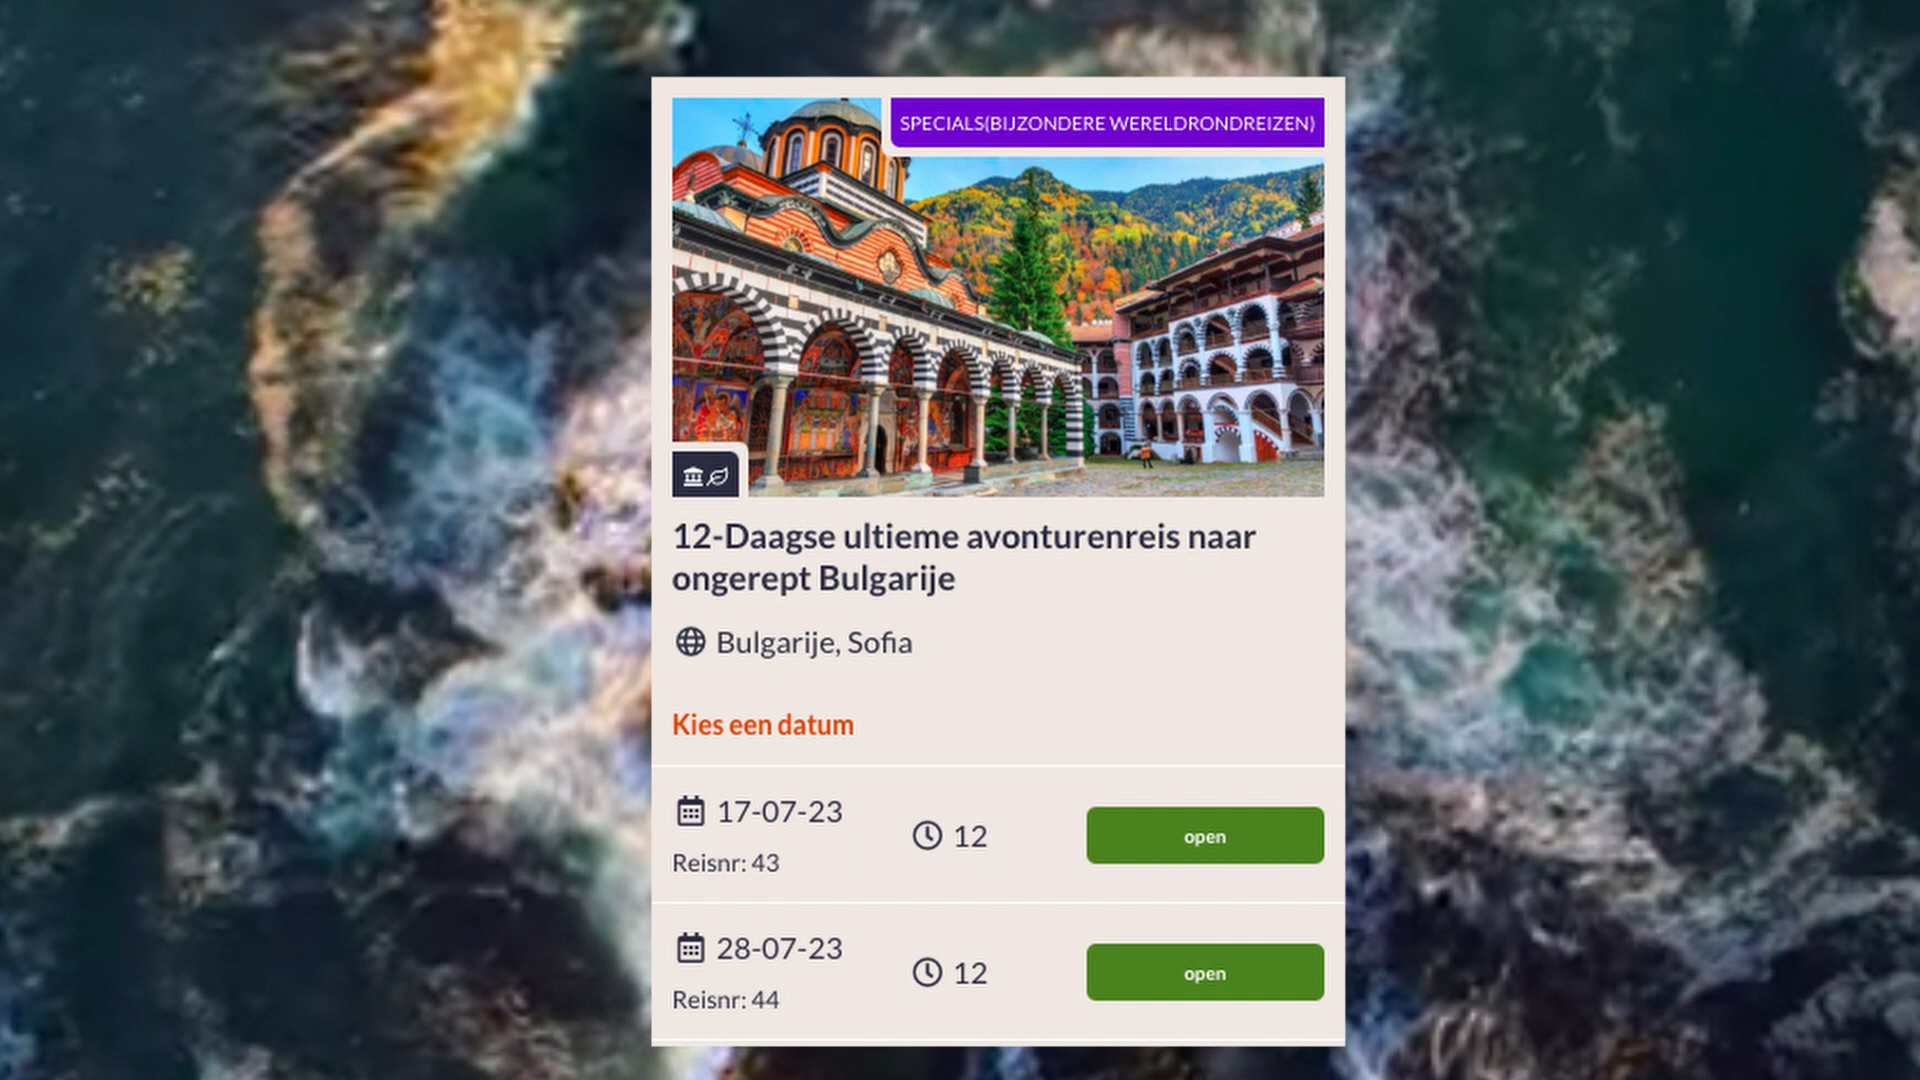 SPECIALS(BIJZONDERE WERELDRONDREIZEN)
12-Daagse ultieme avonturenreis naar
ongerept Bulgarije
Bulgarije, Sofia
Kies een datum
17-07-23
12
open
Reisnr: 43
28-07-23
12
open
Reisnr: 44